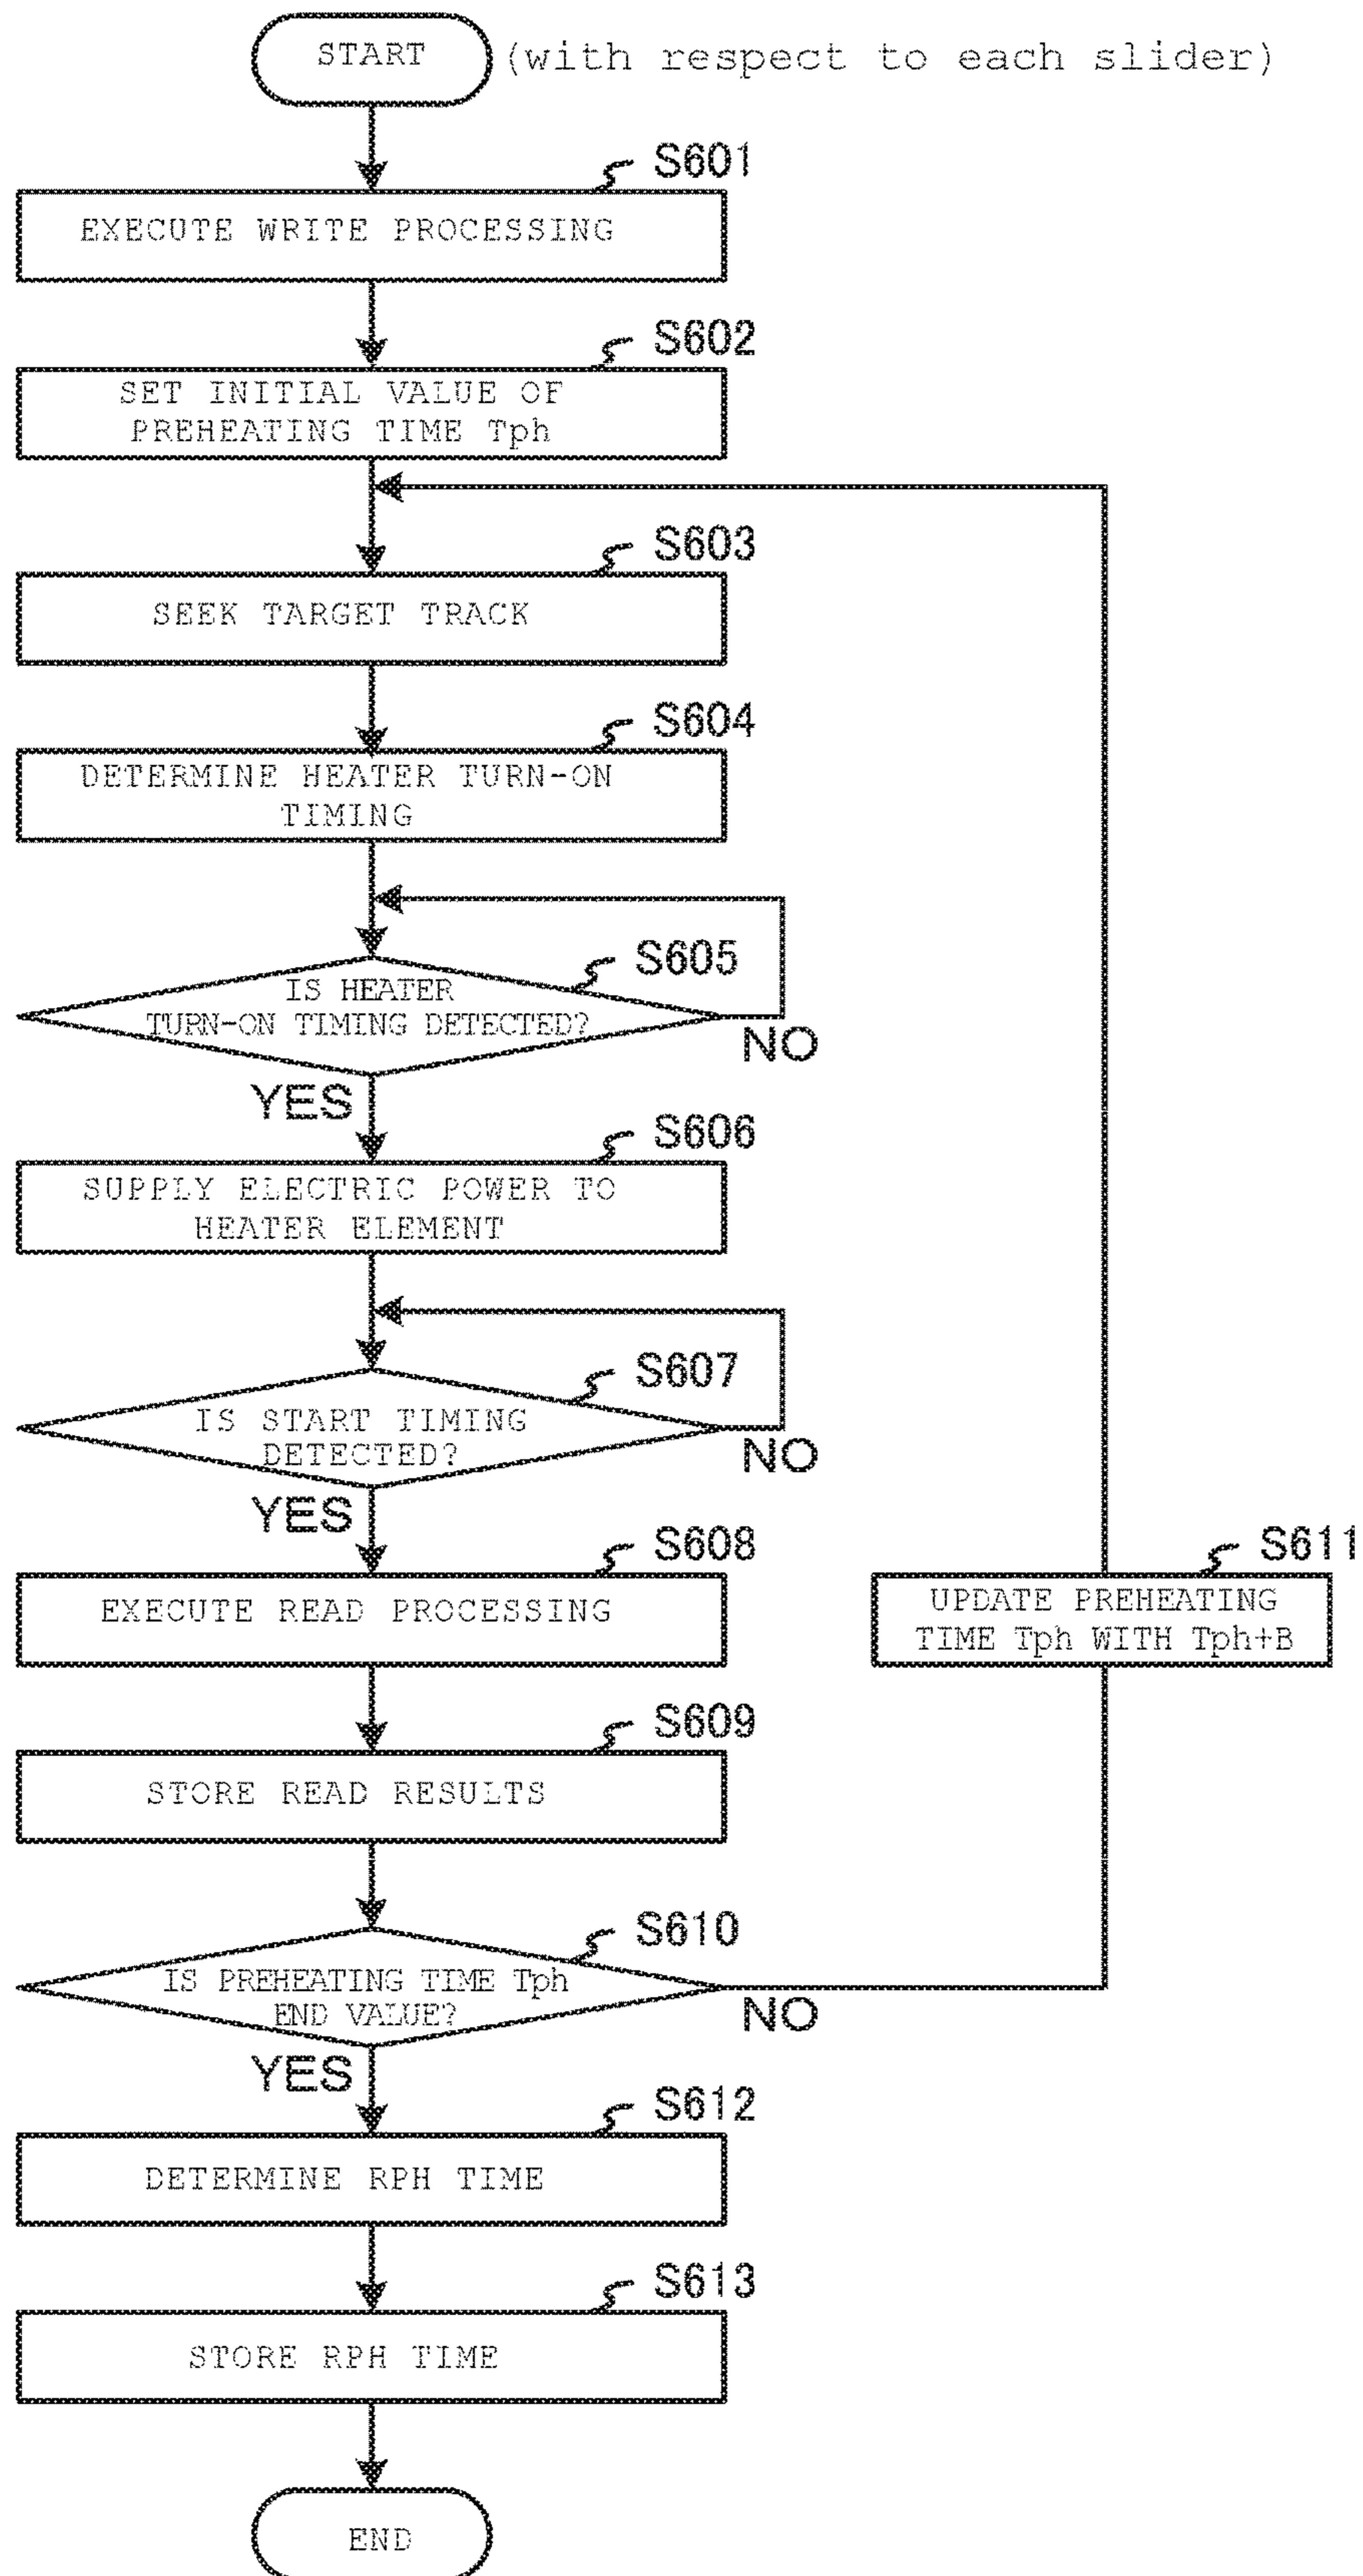 START (with respect to each slider)
S601
EXECUTE WRITE PROCESSING
S602
SET INITIAL VALUE OF
PREHEATING TIME Tph
S603
SEEK TARGET TRACK
S604
DETERMINE HEATER TURN-ON
TIMING
S605
IS HEATER
TURN-ON TIMING DETECTED?
NO
YES
S606
SUPPLY ELECTRIC POWER TO
HEATER ELEMENT
S607
IS START TIMING
DETECTED?
NO
YES
S608
EXECUTE READ PROCESSING
S611
UPDATE PREHEATING
TIME Tph WITH Tph+B
S609
STORE READ RESULTS
S610
IS PREHEATING TIME Tph
END VALUE?
NO
YES
S612
DETERMINE RPH TIME
S613
STORE RPH TIME
END